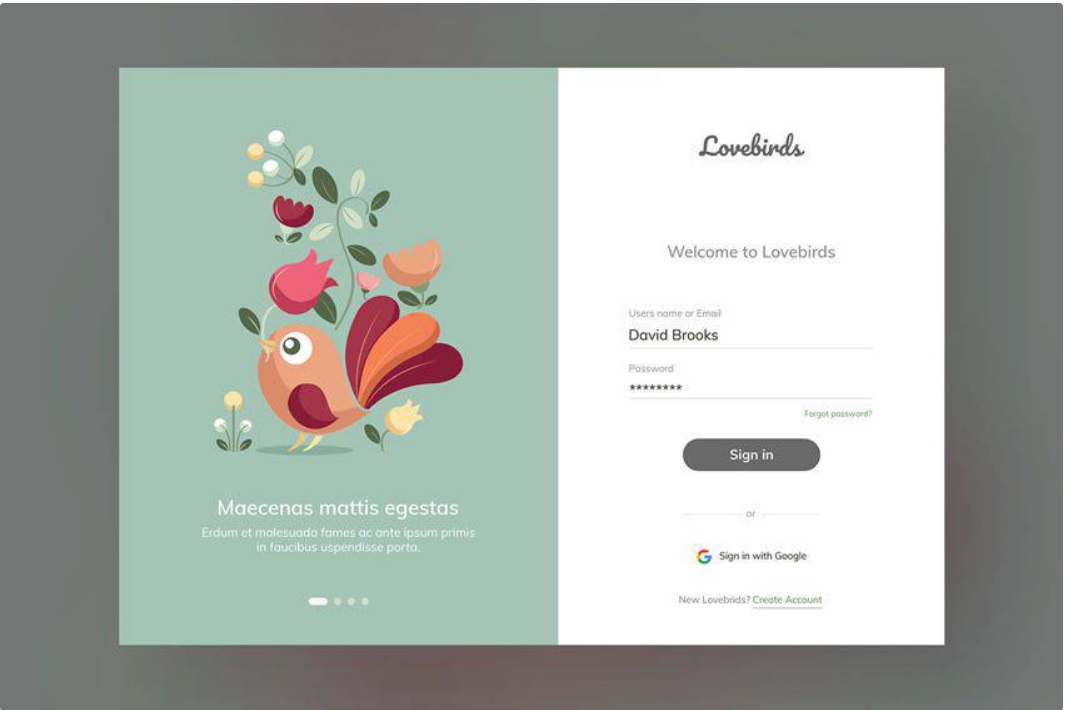 Maecenas mattis egestas
Erdum et malesuada fames ac ante ipsum primis
in faucibus uspendisse porta.
Lovebirds
Welcome to Lovebirds
Users name or Email
David Brooks
Password
********
Forgot password?
Sign in
or
Sign in with Google
New Lovebrids? Create Account